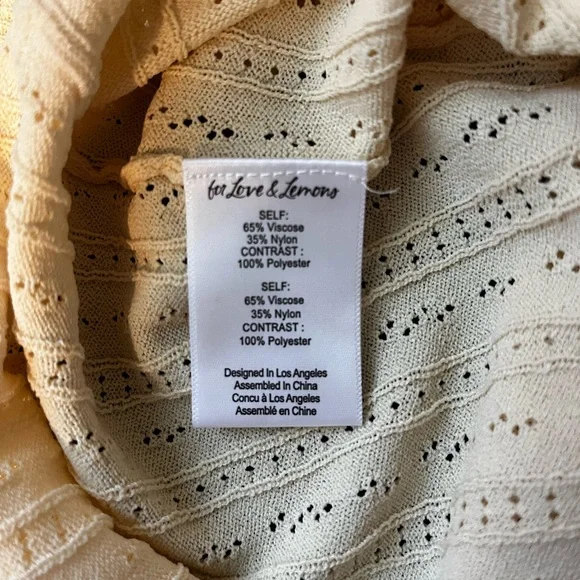 for Love & Lemons
SELF:
65% Viscose
35% Nylon
CONTRAST :
100% Polyester
SELF:
65% Viscose
35% Nylon
CONTRAST :
100% Polyester
Designed In Los Angeles
Assembled In China
Concu à Los Angeles
Assemblé en Chine